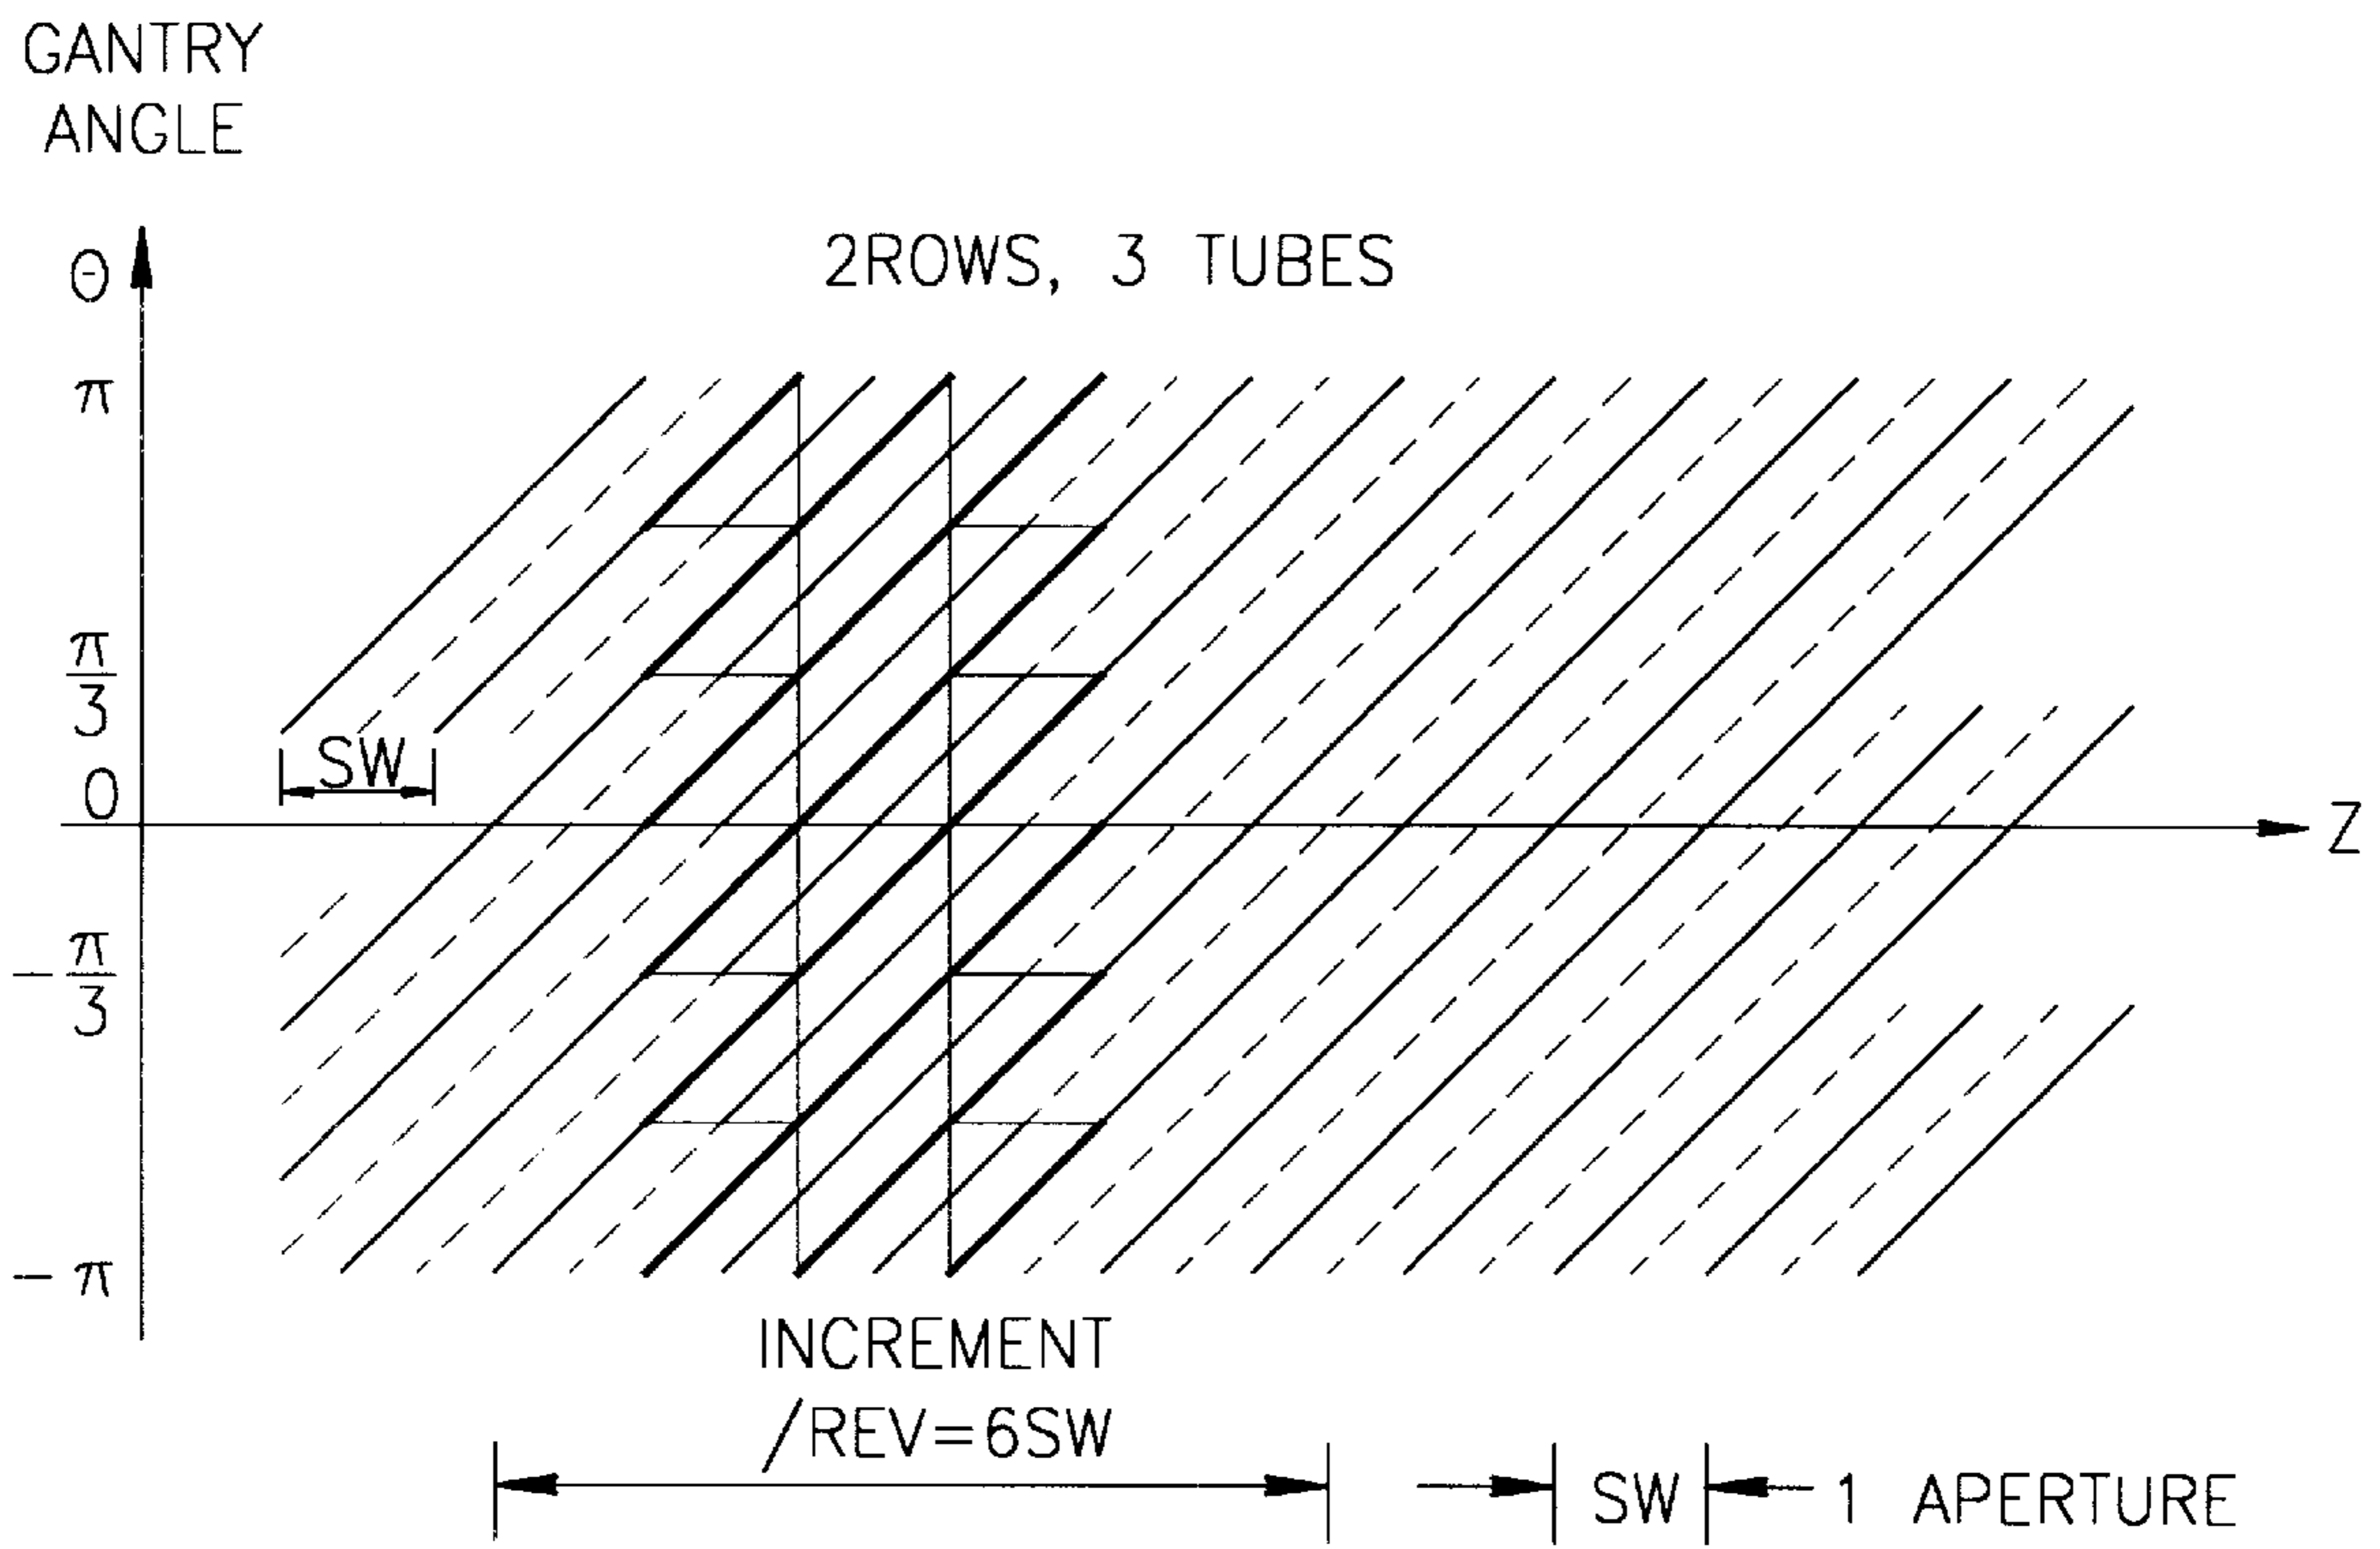 GANTRY
ANGLE
Θ
2ROWS, 3 TUBES
π
π
3
SW
0
Z
-π
3
-π
INCREMENT
/REV=6SW
SW
1 APERTURE